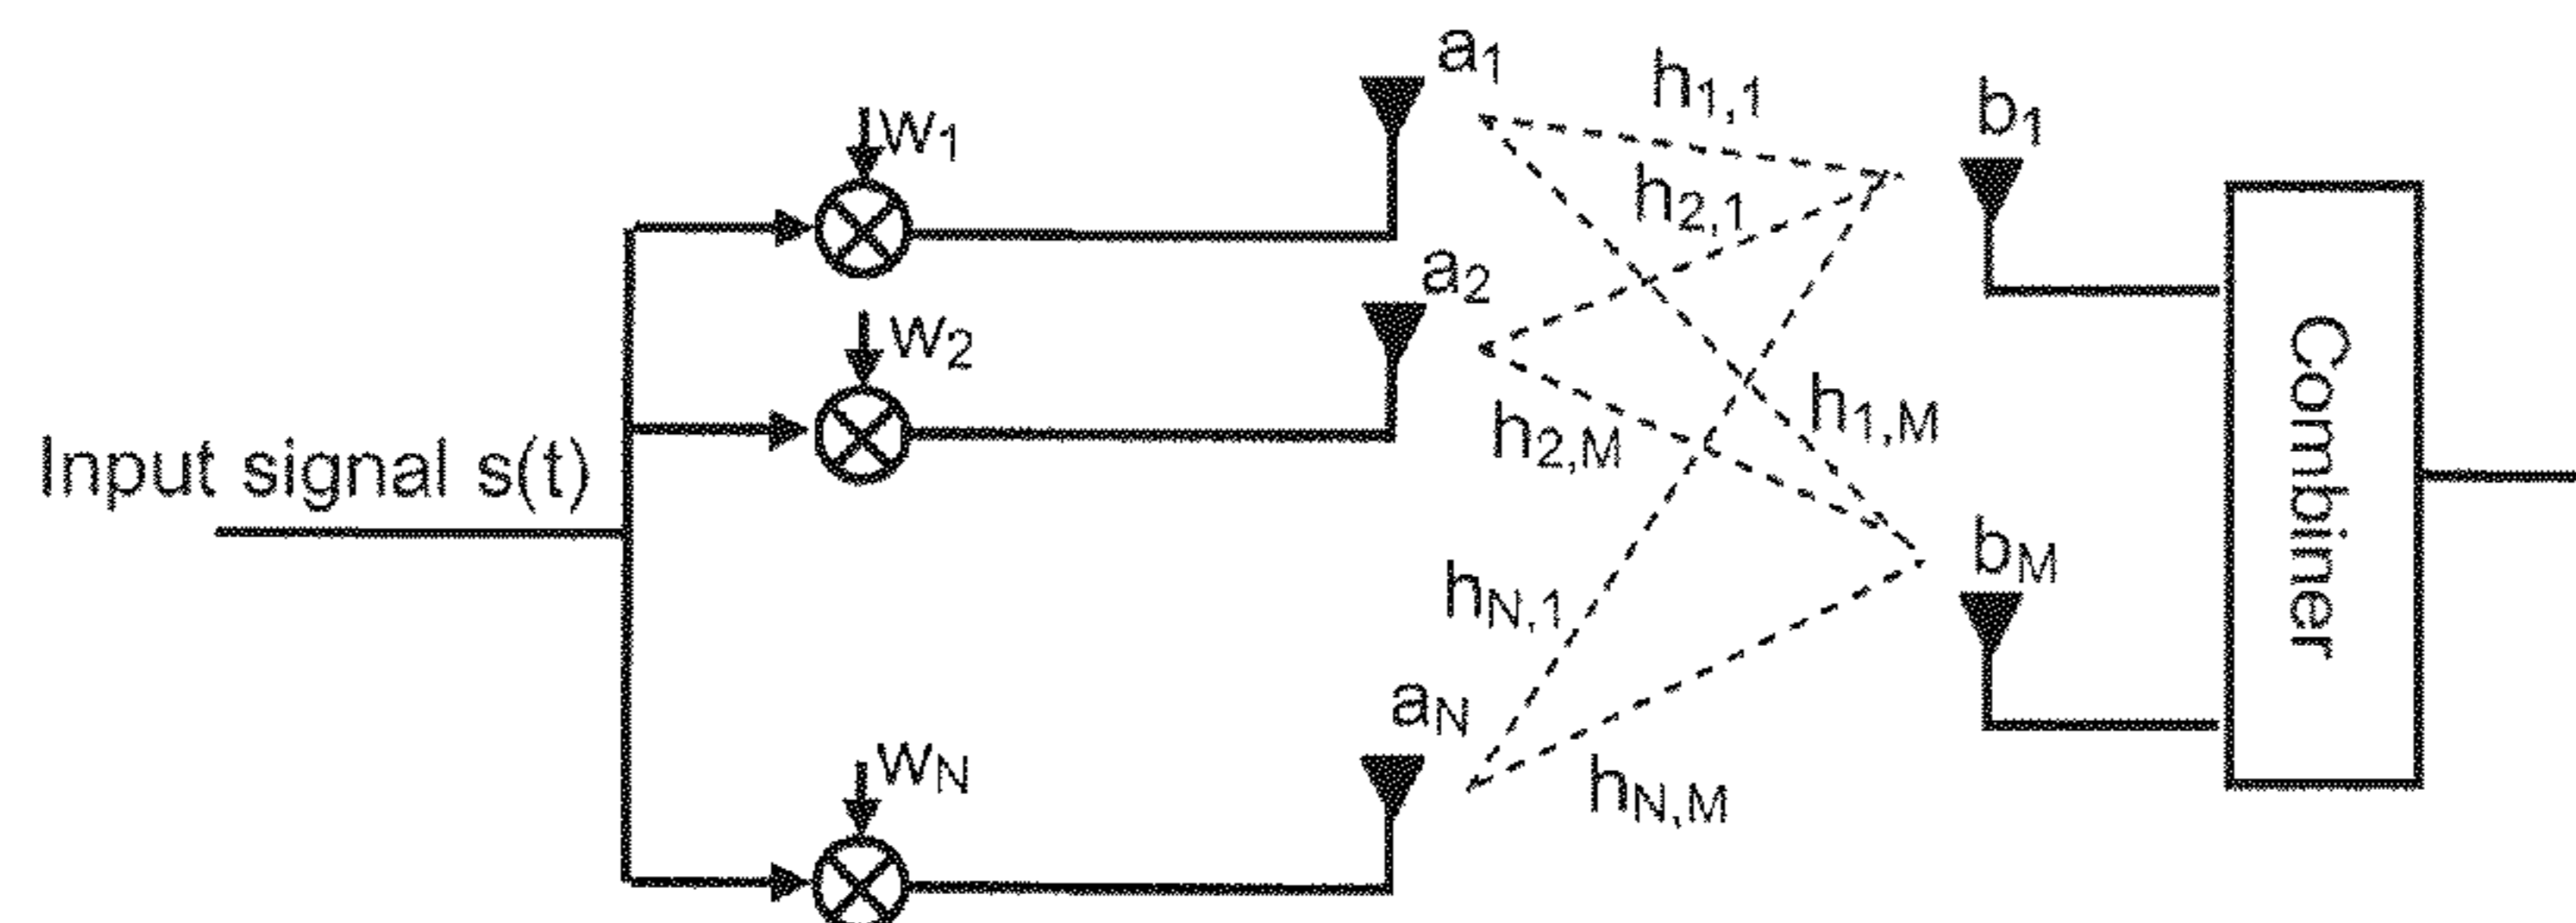 a1
h1,1
b1
w1
h2,1
a2
w2
h1,M
h2,M
Input signal s(t)
Combiner
bM
hN,1
aN
wN
hN,M